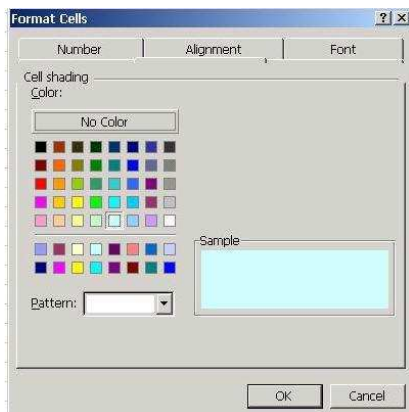 Format Cells
Number Alignment Font
Cell shading
Color:
No Color
Sample
Pattern:
OK Cancel